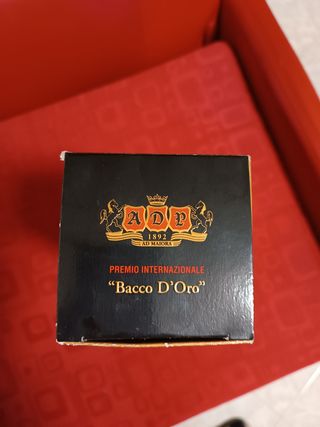 ADP
1892
AD MAIORA
PREMIO INTERNAZIONALE
"Bacco D'Oro"